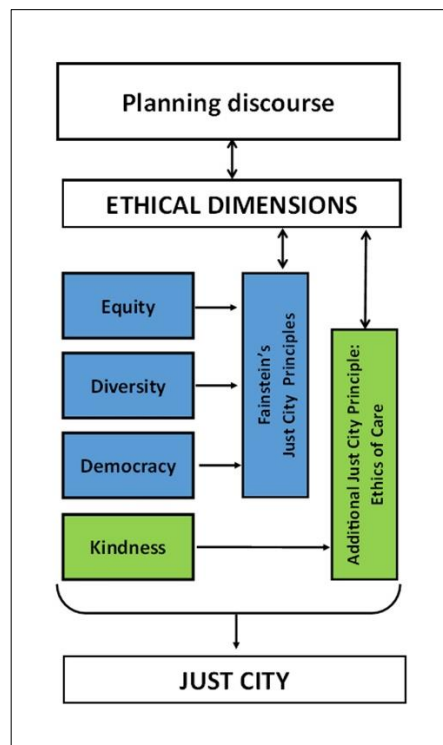 Planning discourse
ETHICAL DIMENSIONS
Equity
Diversity
Democracy
Kindness
Fainstein's
Just City Principles
Additional Just City Principle:
Ethics of Care
JUST CITY